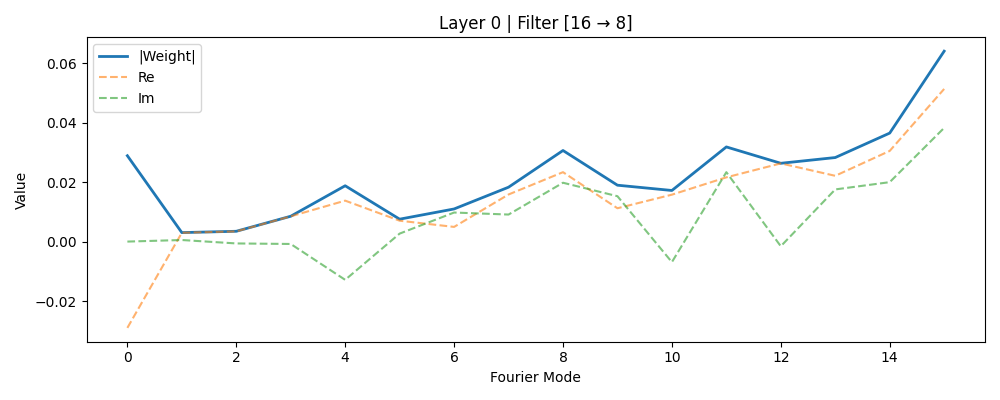 Layer 0 | Filter [16 → 8]
|Weight|
Re
Im
0.06
0.04
0.02
0.00
−0.02
Value
0 2 4 6 8 10 12 14
Fourier Mode